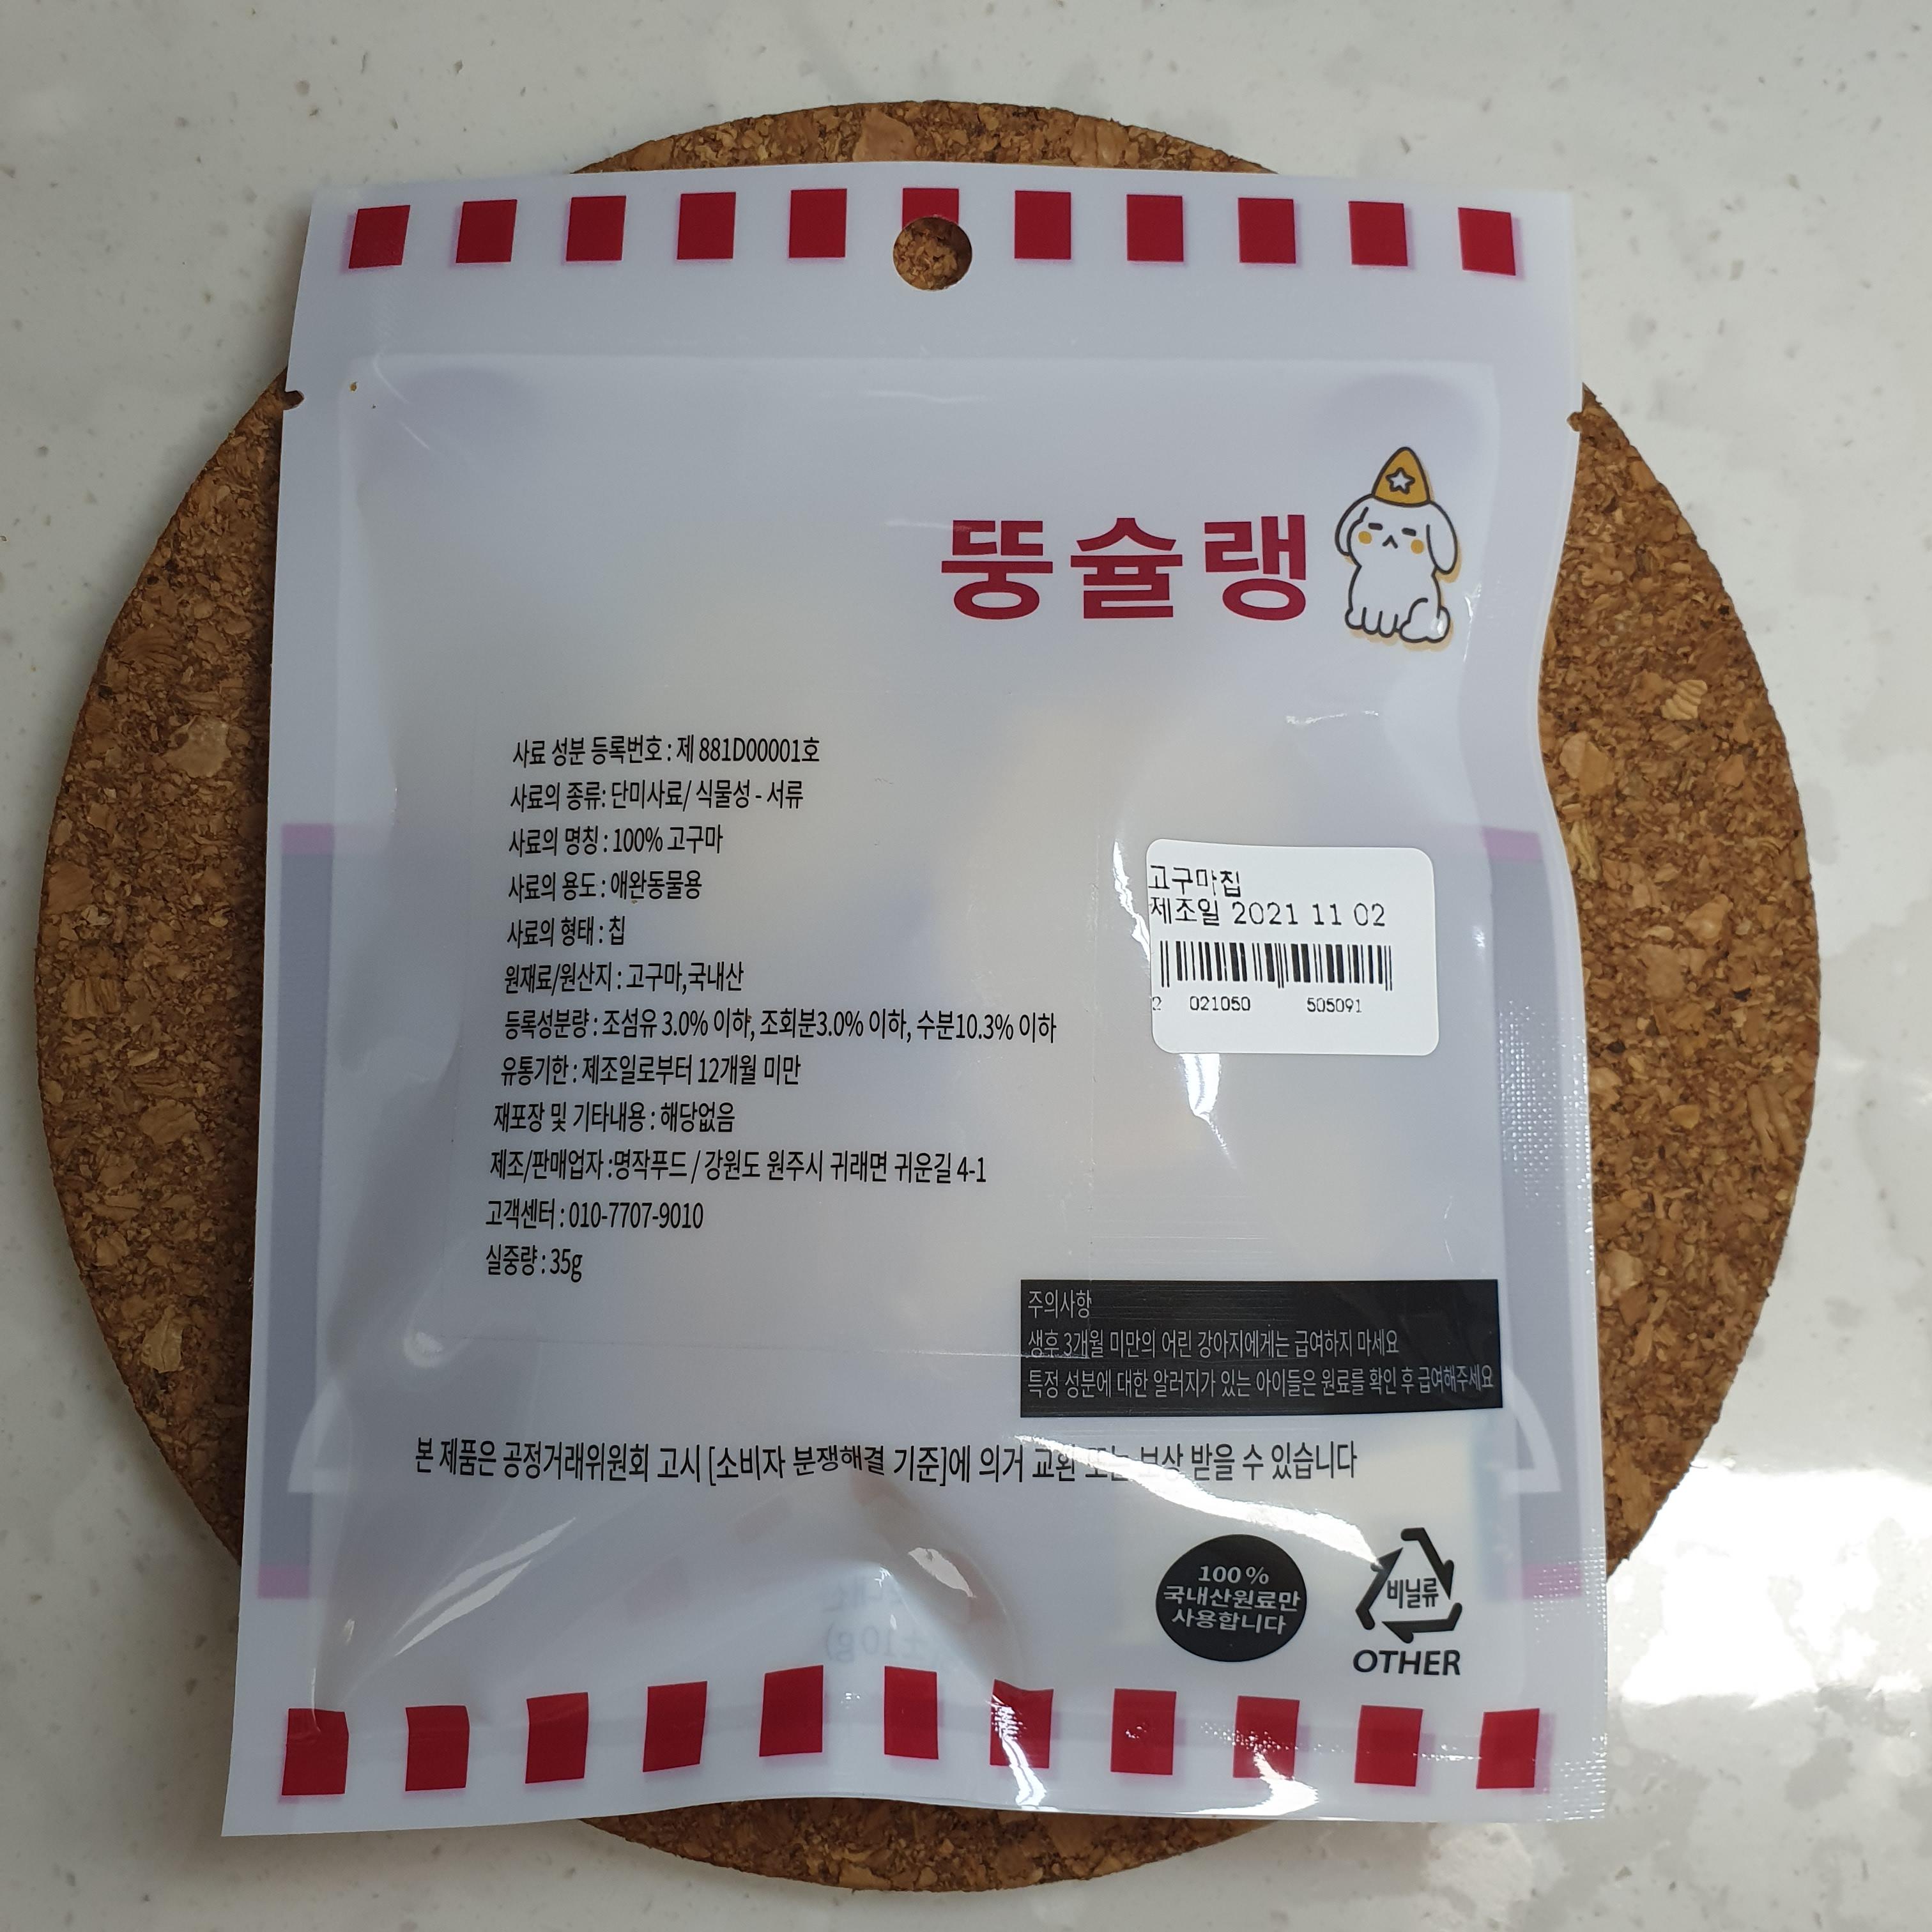 뚱슐랭
사료 성분 등록번호 : 제 881D00001호
사료의 종류: 단미사료/ 식물성 - 서류
사료의 명칭 : 100% 고구마
사료의 용도 : 애완동물용
사료의 형태 : 칩
원재료/원산지 : 고구마,국내산
등록성분량 : 조섬유 3.0% 이하, 조회분3.0% 이하, 수분10.3% 이하
유통기한 : 제조일로부터 12개월 미만
재포장 및 기타내용 : 해당없음
제조/판매업자 :명작푸드 / 강원도 원주시 귀래면 귀운길 4-1
고객센터 : 010-7707-9010
실중량 : 35g
고구마칩
제조일 2021 11 02
2 021050 505091
주의사항
생후 3개월 미만의 어린 강아지에게는 급여하지 마세요
특정 성분에 대한 알러지가 있는 아이들은 원료를 확인 후 급여해주세요
본 제품은 공정거래위원회 고시 [소비자 분쟁해결 기준]에 의거 교환 또는 보상 받을 수 있습니다
100%
국내산원료만
사용합니다
비닐류
OTHER